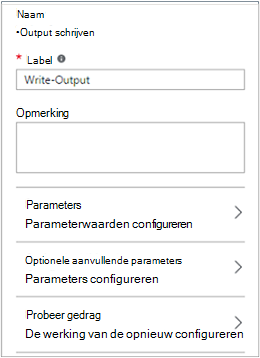 Naam
•Output schrijven
* Label
Write-Output
Opmerking
Parameters
Parameterwaarden configureren
Optionele aanvullende parameters
Parameters configureren
Probeer gedrag
De werking van de opnieuw configureren